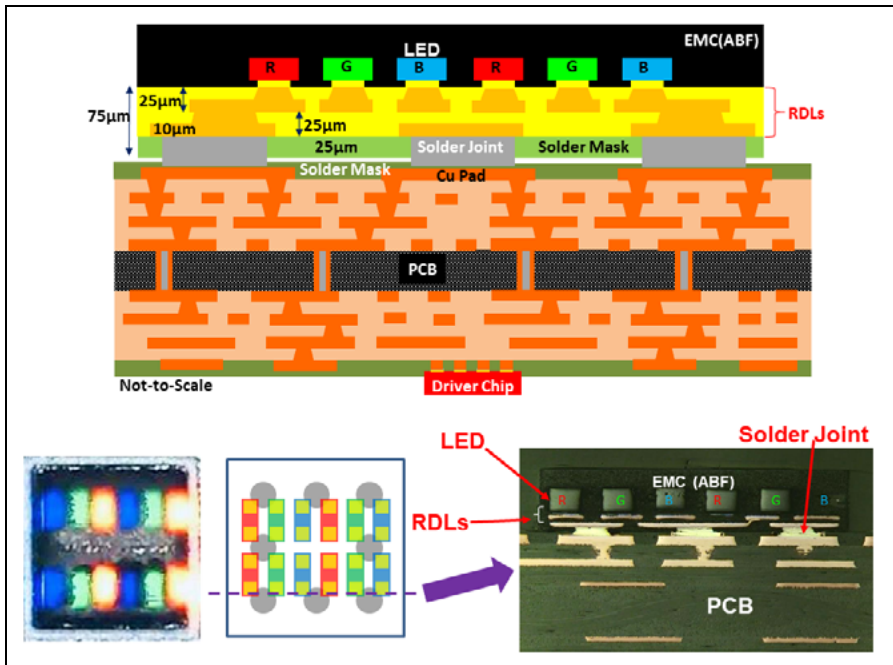 LED
EMC(ABF)
R G B R G B
25µm
75µm
RDLs
10µm
25µm
25µm
Solder Joint
Solder Mask
Solder Mask
Cu Pad
PCB
Not-to-Scale
Driver Chip
LED
Solder Joint
EMC (ABF)
R G B R G B
RDLs
PCB